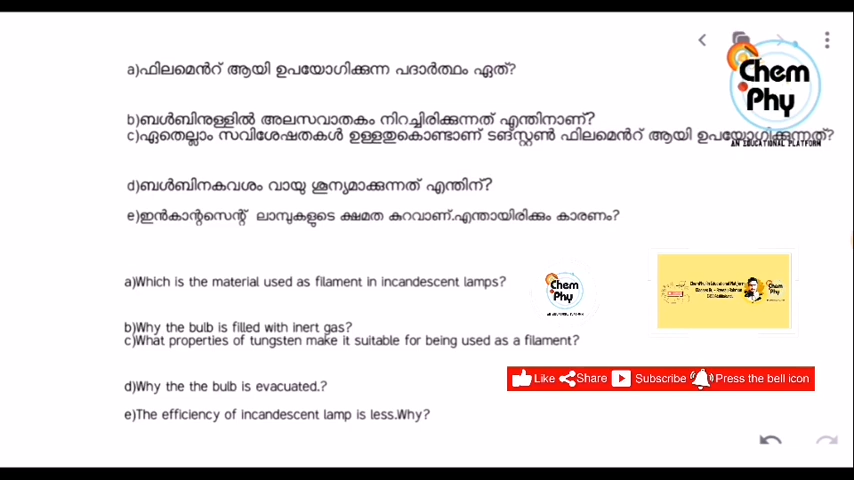 a)ഫിലമെൻറ് ആയി ഉപയോഗിക്കുന്ന പദാർത്ഥം ഏത്?
Chem
Phy
AN EDUCATIONAL PLATFORM
b)ബൾബിനുള്ളിൽ അലസവാതകം നിറച്ചിരിക്കുന്നത് എന്തിനാണ്?
c)ഏതെല്ലാം സവിശേഷതകൾ ഉള്ളതുകൊണ്ടാണ് ടങ്സ്റ്റൺ ഫിലമെൻറ് ആയി ഉപയോഗിക്കുന്നത്?
d)ബൾബിനകവശം വായു ശൂന്യമാക്കുന്നത് എന്തിന്?
e)ഇൻകാന്റസെന്റ് ലാമ്പുകളുടെ ക്ഷമത കുറവാണ്.എന്തായിരിക്കും കാരണം?
a)Which is the material used as filament in incandescent lamps?
Chem
Phy
b)Why the bulb is filled with inert gas?
c)What properties of tungsten make it suitable for being used as a filament?
Like Share Subscribe Press the bell icon
d)Why the the bulb is evacuated.?
e)The efficiency of incandescent lamp is less.Why?